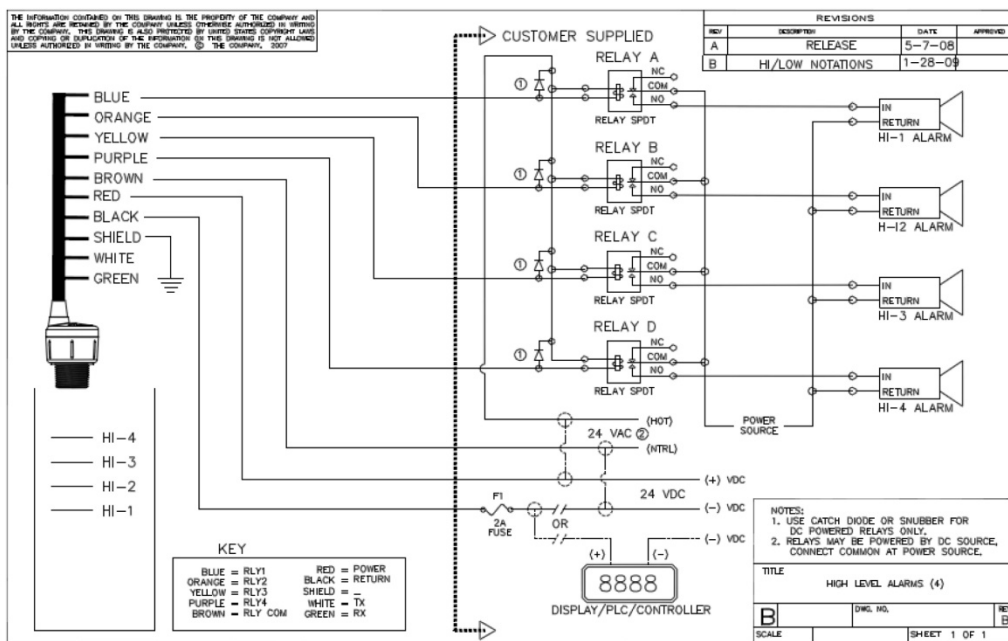 THE INFORMATION CONTAINED ON THIS DRAWING IS THE PROPERTY OF THE COMPANY AND
ALL RIGHTS ARE RETAINED BY THE COMPANY UNLESS OTHERWISE AUTHORIZED IN WRITING
BY THE COMPANY. THIS DRAWING IS ALSO PROTECTED BY UNITED STATES COPYRIGHT LAWS
AND COPYING OR DUPLICATION OF THE INFORMATION ON THIS DRAWING IS NOT ALLOWED
UNLESS AUTHORIZED IN WRITING BY THE COMPANY. © THE COMPANY, 2007
CUSTOMER SUPPLIED
REVISIONS
REV DESCRIPTION DATE APPROVED
A RELEASE 5-7-08
B HI/LOW NOTATIONS 1-28-09
BLUE
ORANGE
YELLOW
PURPLE
BROWN
RED
BLACK
SHIELD
WHITE
GREEN
HI-4
HI-3
HI-2
HI-1
RELAY A
1
NC
COM
NO
RELAY SPDT
RELAY B
1
NC
COM
NO
RELAY SPDT
RELAY C
1
NC
COM
NO
RELAY SPDT
RELAY D
1
NC
COM
NO
RELAY SPDT
IN
RETURN
HI-1 ALARM
IN
RETURN
H-I2 ALARM
IN
RETURN
HI-3 ALARM
IN
RETURN
HI-4 ALARM
POWER
SOURCE
(HOT)
24 VAC 2
(NTRL)
(+) VDC
24 VDC
(-) VDC
(-) VDC
F1
2A
FUSE
OR
(+) (-)
8888
DISPLAY/PLC/CONTROLLER
KEY
BLUE = RLY1
ORANGE = RLY2
YELLOW = RLY3
PURPLE = RLY4
BROWN = RLY COM
RED = POWER
BLACK = RETURN
SHIELD = _
WHITE = TX
GREEN = RX
NOTES:
1. USE CATCH DIODE OR SNUBBER FOR
DC POWERED RELAYS ONLY.
2. RELAYS MAY BE POWERED BY DC SOURCE,
CONNECT COMMON AT POWER SOURCE.
TITLE
HIGH LEVEL ALARMS (4)
B
DWG. NO.
SCALE
SHEET 1 OF 1